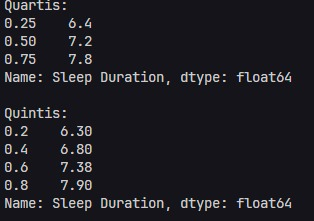 Quartis:
0.25    6.4
0.50    7.2
0.75    7.8
Name: Sleep Duration, dtype: float64

Quintis:
0.2    6.30
0.4    6.80
0.6    7.38
0.8    7.90
Name: Sleep Duration, dtype: float64